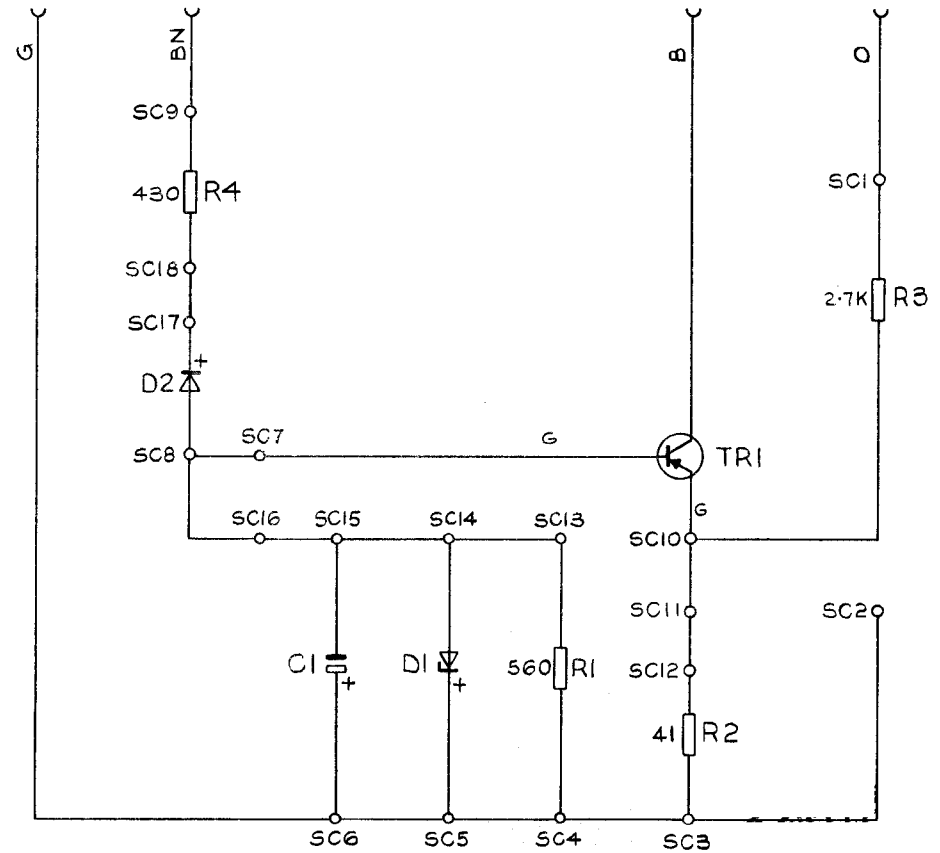 G
BN
B
O
SC9
430 R4
SC1
SC18
2.7K R3
SC17
+
D2
SC8
SC7
G
TR1
SC16
SC15
SC14
SC13
G
SC10
SC11
SC2
C1
+
D1
+
560 R1
SC12
41 R2
SC6
SC5
SC4
SC3